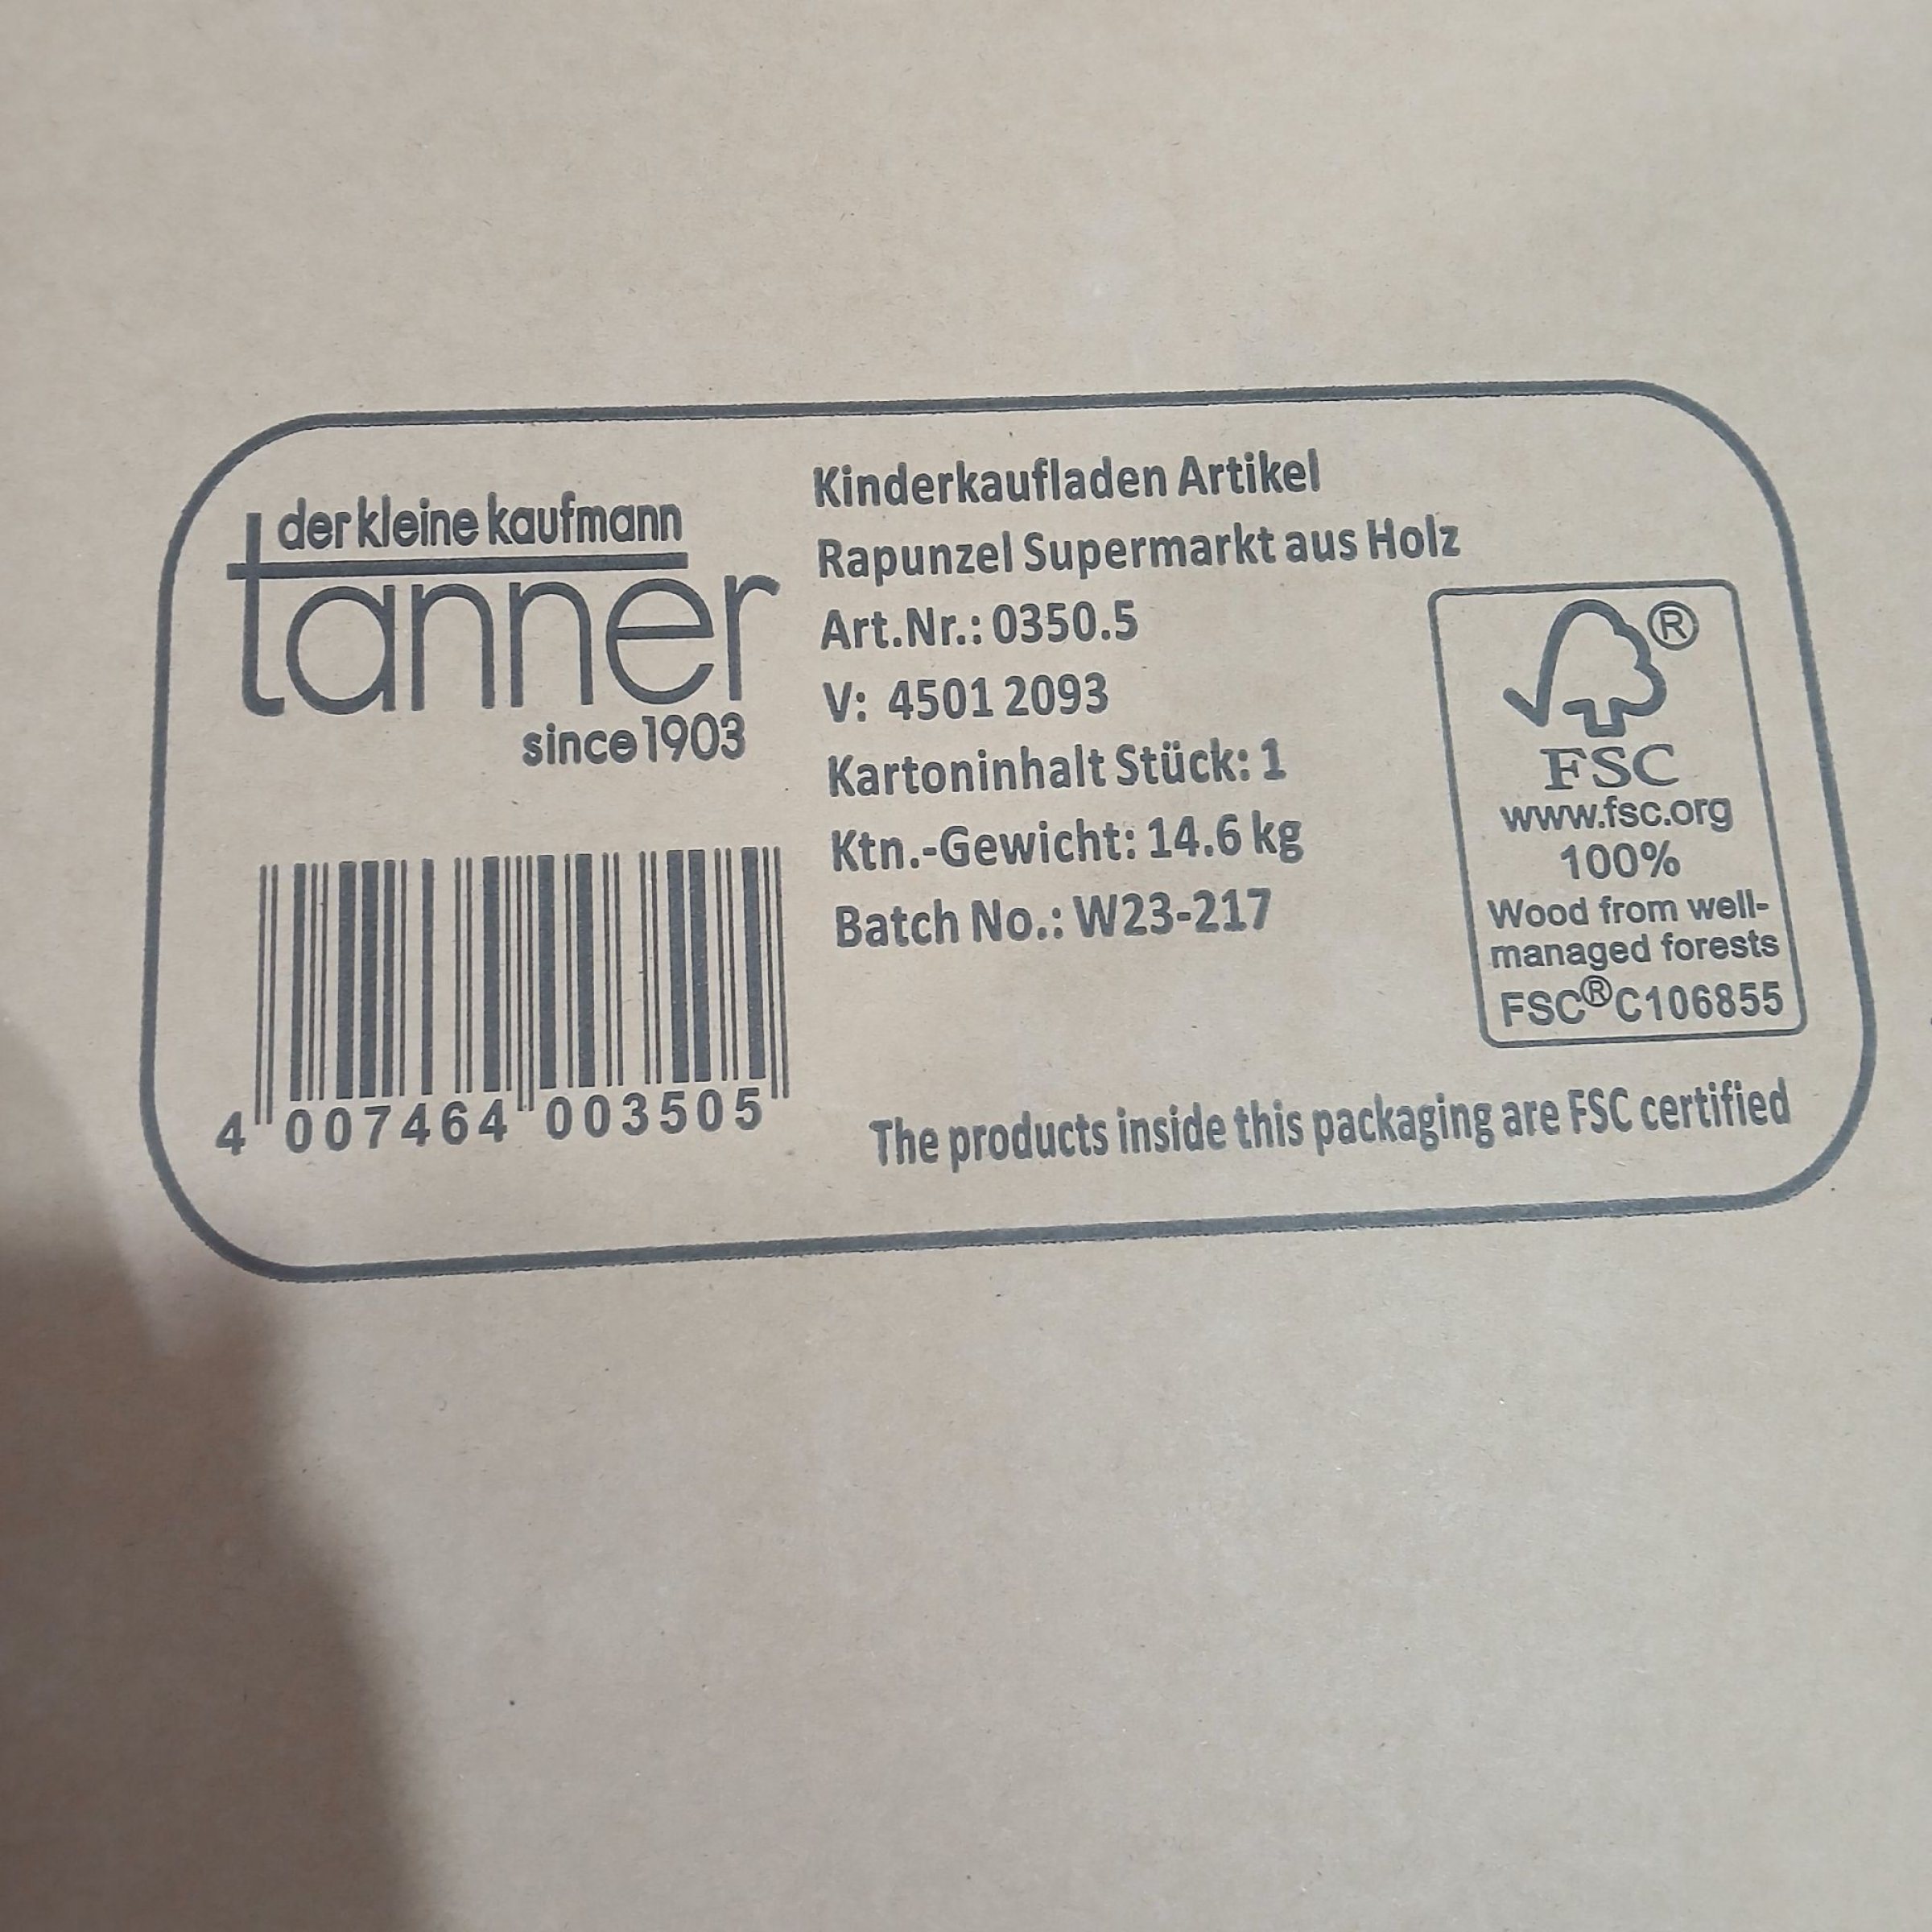 der kleine kaufmann
tanner
since 1903
4 007464 003505
Kinderkaufladen Artikel
Rapunzel Supermarkt aus Holz
Art.Nr.: 0350.5
V: 4501 2093
Kartoninhalt Stück: 1
Ktn.-Gewicht: 14.6 kg
Batch No.: W23-217
®
FSC
www.fsc.org
100%
Wood from well-
managed forests
FSC® C106855
The products inside this packaging are FSC certified